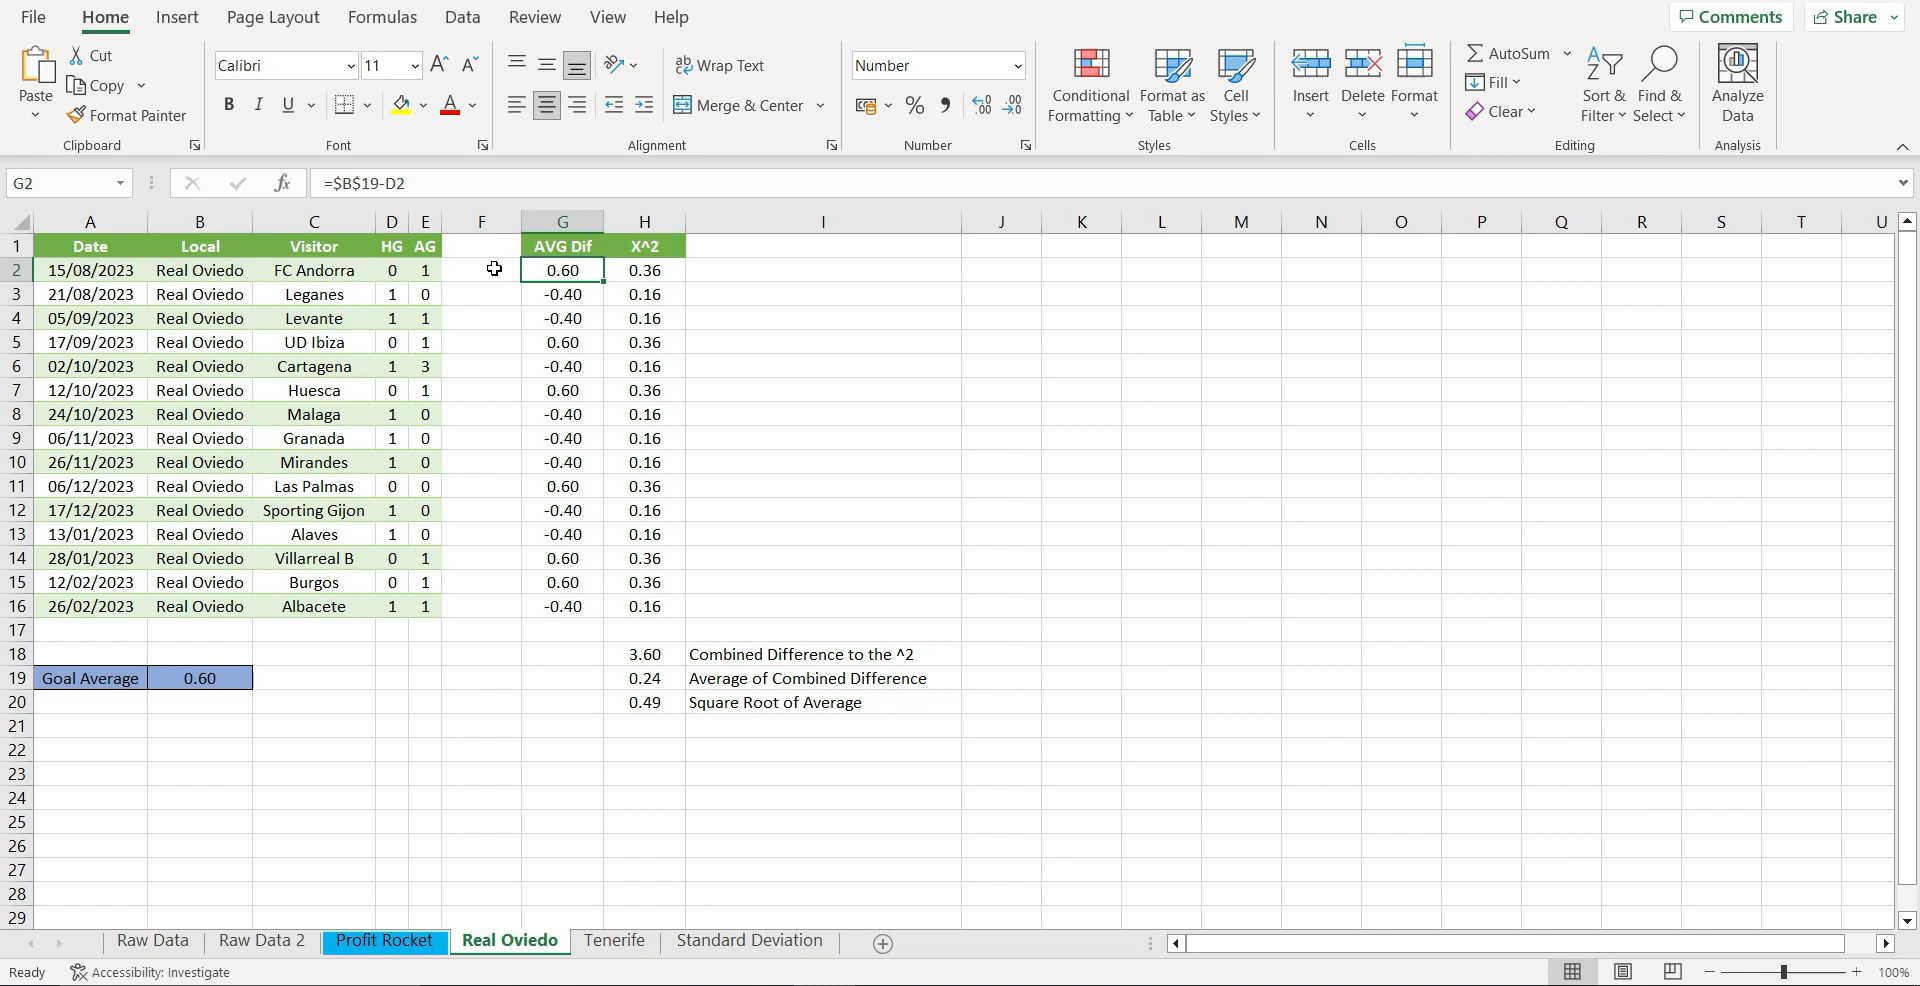 File Home Insert Page Layout Formulas Data Review View Help Comments Share
Cut
Copy
Format Painter
Paste
Clipboard
Calibri 11
B I U A
Font
ab Wrap Text
Merge & Center
Alignment
Number
% , .00 .00
Number
Conditional Formatting
Format as Table
Cell Styles
Styles
Insert Delete Format
Cells
AutoSum
Fill
Clear
Sort & Filter
Find & Select
Editing
Analyze Data
Analysis
G2 fx =$B$19-D2
A B C D E F G H I J K L M N O P Q R S T U
1 Date Local Visitor HG AG AVG Dif X^2
2 15/08/2023 Real Oviedo FC Andorra 0 1 0.60 0.36
3 21/08/2023 Real Oviedo Leganes 1 0 -0.40 0.16
4 05/09/2023 Real Oviedo Levante 1 1 -0.40 0.16
5 17/09/2023 Real Oviedo UD Ibiza 0 1 0.60 0.36
6 02/10/2023 Real Oviedo Cartagena 1 3 -0.40 0.16
7 12/10/2023 Real Oviedo Huesca 0 1 0.60 0.36
8 24/10/2023 Real Oviedo Malaga 1 0 -0.40 0.16
9 06/11/2023 Real Oviedo Granada 1 0 -0.40 0.16
10 26/11/2023 Real Oviedo Mirandes 1 0 -0.40 0.16
11 06/12/2023 Real Oviedo Las Palmas 0 0 0.60 0.36
12 17/12/2023 Real Oviedo Sporting Gijon 1 0 -0.40 0.16
13 13/01/2023 Real Oviedo Alaves 1 0 -0.40 0.16
14 28/01/2023 Real Oviedo Villarreal B 0 1 0.60 0.36
15 12/02/2023 Real Oviedo Burgos 0 1 0.60 0.36
16 26/02/2023 Real Oviedo Albacete 1 1 -0.40 0.16
17
18 3.60 Combined Difference to the ^2
19 Goal Average 0.60 0.24 Average of Combined Difference
20 0.49 Square Root of Average
21
22
23
24
25
26
27
28
29
Raw Data Raw Data 2 Profit Rocket Real Oviedo Tenerife Standard Deviation
Ready Accessibility: Investigate 100%